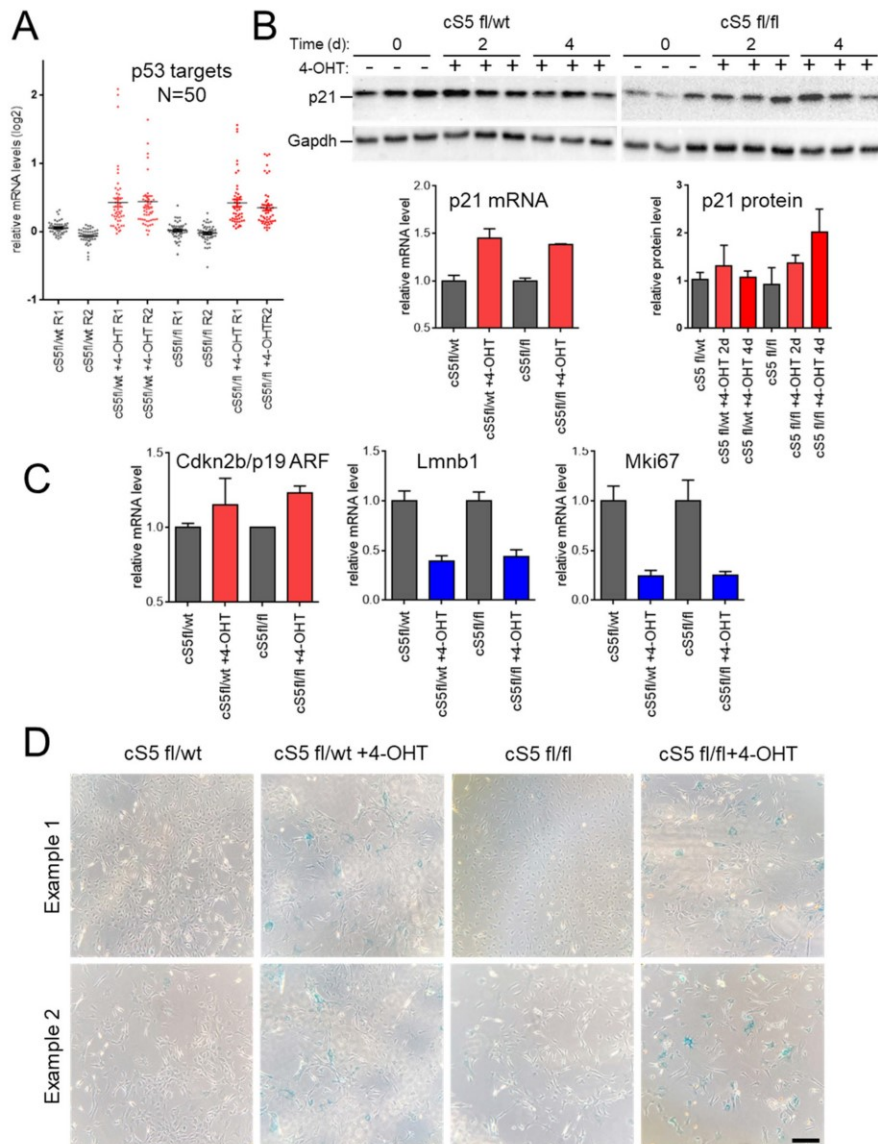 A
p53 targets
N=50
relative mRNA levels (log2)
3
2
1
0
-1
cS5fl/wt R1
cS5fl/wt R2
cS5fl/wt +4-OHT R1
cS5fl/wt +4-OHT R2
cS5fl/fl R1
cS5fl/fl R2
cS5fl/fl +4-OHT R1
cS5fl/fl +4-OHTR2
B
cS5 fl/wt
cS5 fl/fl
Time (d): 0 2 4 0 2 4
4-OHT: - - - + + + + + + - - - + + + + + +
p21
Gapdh
p21 mRNA
relative mRNA level
2.0
1.5
1.0
0.5
cS5fl/wt
cS5fl/wt +4-OHT
cS5fl/fl
cS5fl/fl +4-OHT
p21 protein
relative protein level
3
2
1
0
cS5 fl/wt
cS5 fl/wt +4-OHT 2d
cS5 fl/wt +4-OHT 4d
cS5 fl/fl
cS5 fl/fl +4-OHT 2d
cS5 fl/fl +4-OHT 4d
C
Cdkn2b/p19 ARF
relative mRNA level
1.5
1.0
0.5
cS5fl/wt
cS5fl/wt +4-OHT
cS5fl/fl
cS5fl/fl +4-OHT
Lmnb1
relative mRNA level
1.5
1.0
0.5
0.0
cS5fl/wt
cS5fl/wt +4-OHT
cS5fl/fl
cS5fl/fl +4-OHT
Mki67
relative mRNA level
1.5
1.0
0.5
0.0
cS5fl/wt
cS5fl/wt +4-OHT
cS5fl/fl
cS5fl/fl +4-OHT
D
cS5 fl/wt
cS5 fl/wt +4-OHT
cS5 fl/fl
cS5 fl/fl+4-OHT
Example 1
Example 2